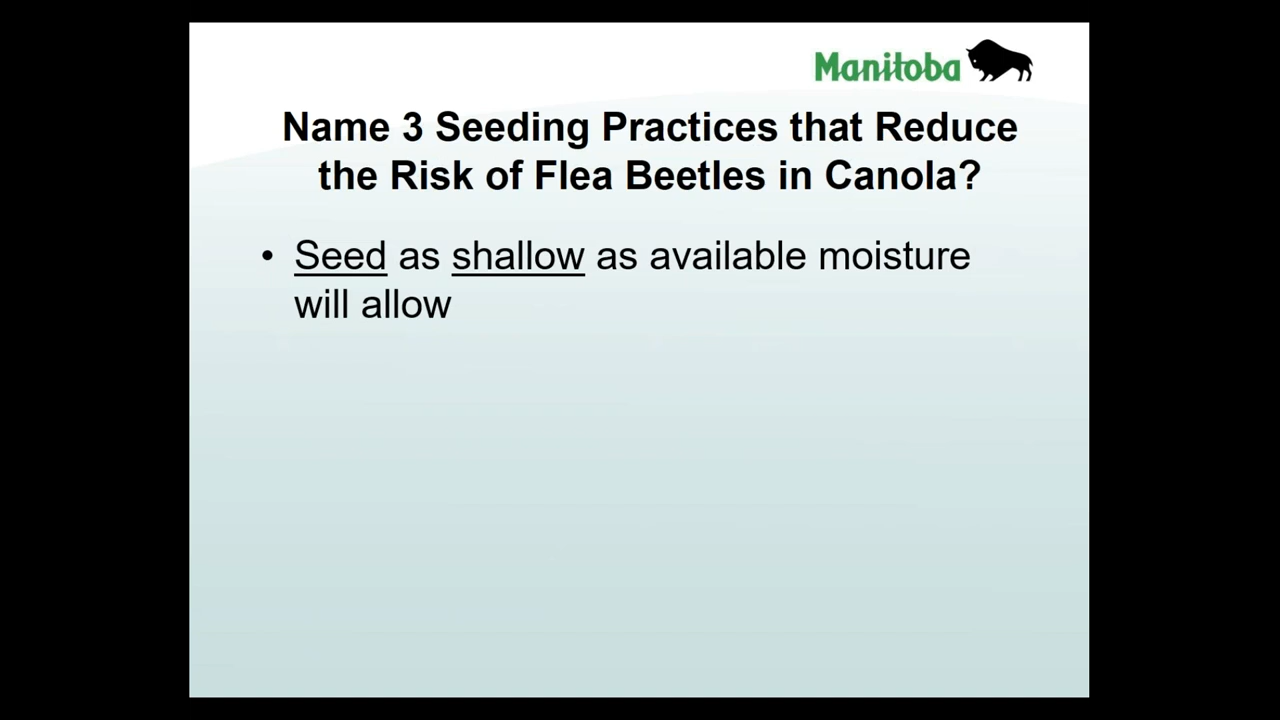 Manitoba
Name 3 Seeding Practices that Reduce
the Risk of Flea Beetles in Canola?
• Seed as shallow as available moisture
will allow